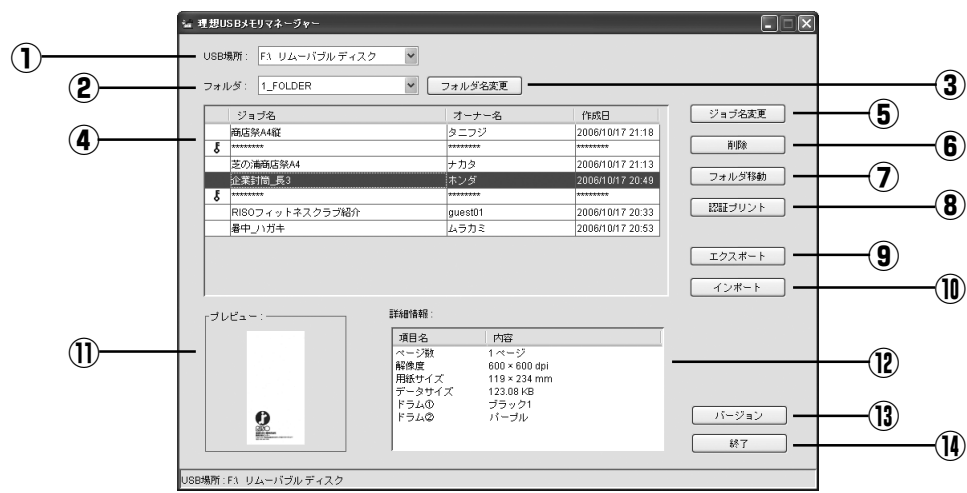 理想USBメモリマネージャー
① USB場所： F:\ リムーバブル ディスク
② フォルダ： 1_FOLDER フォルダ名変更 ③
④
ジョブ名 オーナー名 作成日
商店祭A4縦 タニフジ 2006/10/17 21:18
******** ******** ********
芝の浦商店祭A4 ナカタ 2006/10/17 21:13
企業封筒_長3 ホンダ 2006/10/17 20:49
******** ******** ********
RISOフィットネスクラブ紹介 guest01 2006/10/17 20:33
暑中_ハガキ ムラカミ 2006/10/17 20:53
ジョブ名変更 ⑤
削除 ⑥
フォルダ移動 ⑦
認証プリント ⑧
エクスポート ⑨
インポート ⑩
⑪ プレビュー：
詳細情報： ⑫
項目名 内容
ページ数 1 ページ
解像度 600 × 600 dpi
用紙サイズ 119 × 234 mm
データサイズ 123.08 KB
ドラム① ブラック1
ドラム② パープル
バージョン ⑬
終了 ⑭
USB場所：F:\ リムーバブル ディスク